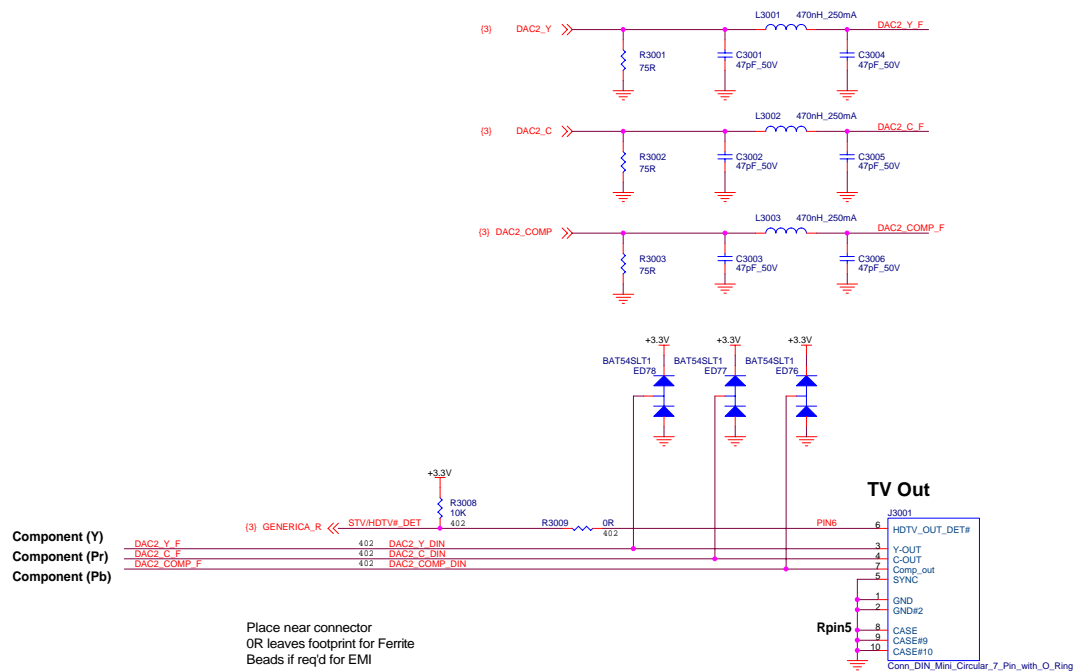 L3001 470nH_250mA
{3} DAC2_Y DAC2_Y_F
R3001 C3001 C3004
75R 47pF_50V 47pF_50V
L3002 470nH_250mA
{3} DAC2_C DAC2_C_F
R3002 C3002 C3005
75R 47pF_50V 47pF_50V
L3003 470nH_250mA
{3} DAC2_COMP DAC2_COMP_F
R3003 C3003 C3006
75R 47pF_50V 47pF_50V
+3.3V +3.3V +3.3V
BAT54SLT1 BAT54SLT1 BAT54SLT1
ED78 ED77 ED76
+3.3V
TV Out
R3008
10K
402
J3001
{3} GENERICA_R STV/HDTV#_DET R3009 0R PIN6 6 HDTV_OUT_DET#
402
Component (Y) DAC2_Y_F 402 DAC2_Y_DIN 3 Y-OUT
Component (Pr) DAC2_C_F 402 DAC2_C_DIN 4 C-OUT
Component (Pb) DAC2_COMP_F 402 DAC2_COMP_DIN 7 Comp_out
5 SYNC
1 GND
2 GND#2
Rpin5 8 CASE
9 CASE#9
10 CASE#10
Place near connector
0R leaves footprint for Ferrite
Beads if req'd for EMI
Conn_DIN_Mini_Circular_7_Pin_with_O_Ring